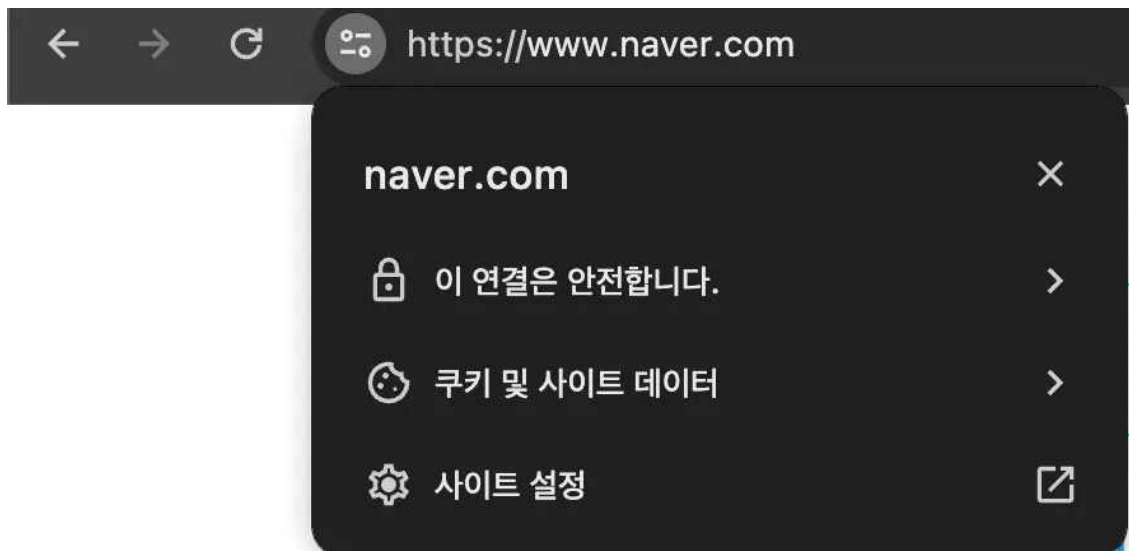 https://www.naver.com
naver.com
이 연결은 안전합니다.
쿠키 및 사이트 데이터
사이트 설정